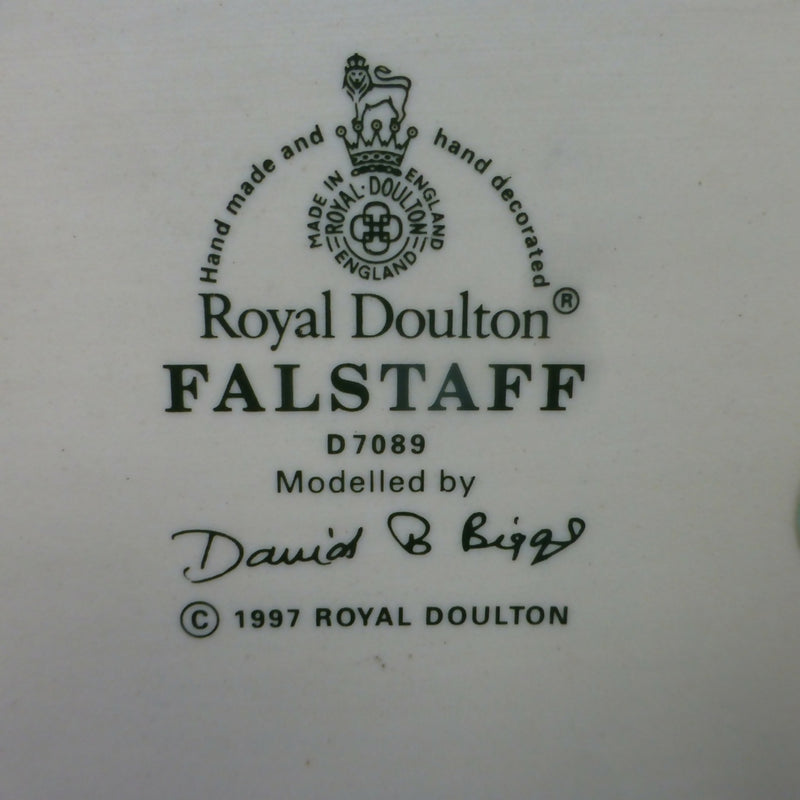 Hand made and hand decorated
MADE IN ENGLAND
ROYAL·DOULTON
ENGLAND
Royal Doulton®
FALSTAFF
D7089
Modelled by
David B Biggs
© 1997 ROYAL DOULTON